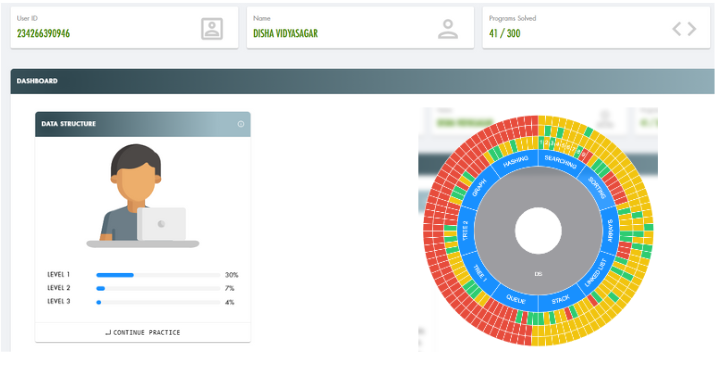 User ID
234266390946
Name
DISHA VIDYASAGAR
Programs Solved
41 / 300
DASHBOARD
DATA STRUCTURE
LEVEL 1 30%
LEVEL 2 7%
LEVEL 3 4%
CONTINUE PRACTICE
SEARCHING
SORTING
ARRAYS
LINKED LIST
STACK
QUEUE
TREE 1
TREE 2
GRAPH
HASHING
DS